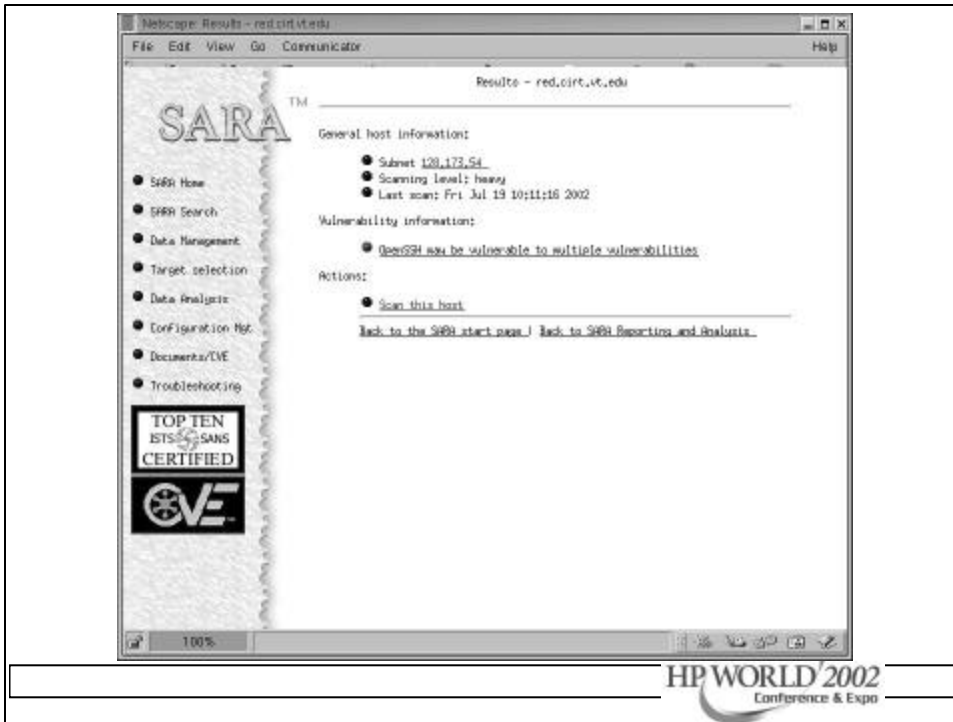 Netscape: Results - red.cirt.vt.edu
File Edit View Go Communicator Help
SARA TM
SARA Home
SARA Search
Data Management
Target selection
Data Analysis
Configuration Mgt.
Documents/CVE
Troubleshooting
TOP TEN
ISTS SANS
CERTIFIED
CVE
Results - red.cirt.vt.edu
General host information:
Subnet 128.173.54
Scanning level: heavy
Last scan: Fri Jul 19 10:11:16 2002
Vulnerability information:
OpenSSH may be vulnerable to multiple vulnerabilities
Actions:
Scan this host
Back to the SARA start page | Back to SARA Reporting and Analysis
100%
HP WORLD'2002
Conference & Expo